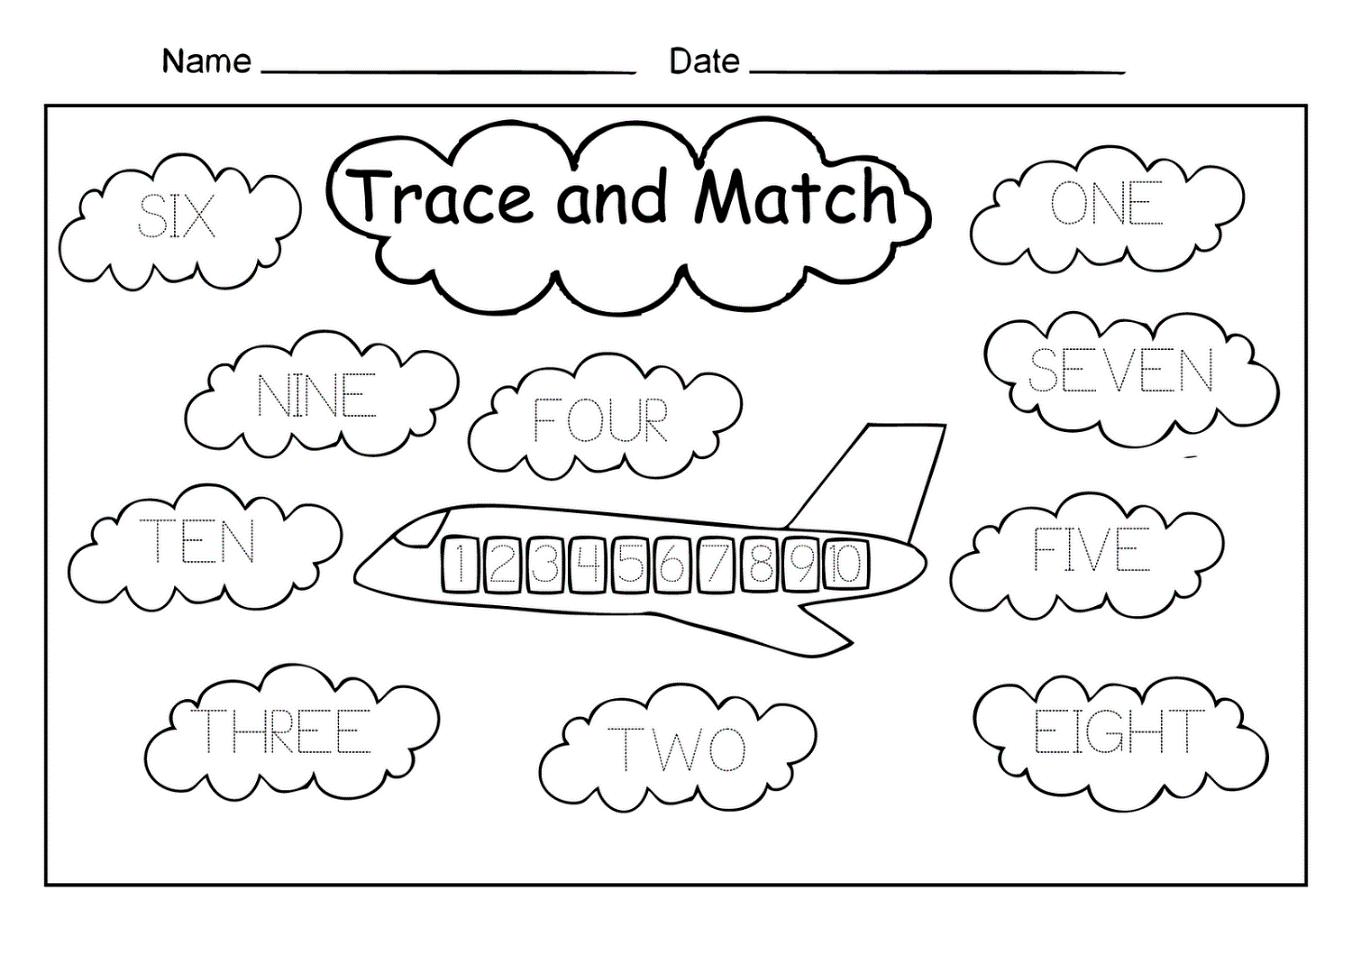 Name Date
Trace and Match
SIX
ONE
NINE
FOUR
SEVEN
TEN
1 2 3 4 5 6 7 8 9 10
FIVE
THREE
TWO
EIGHT